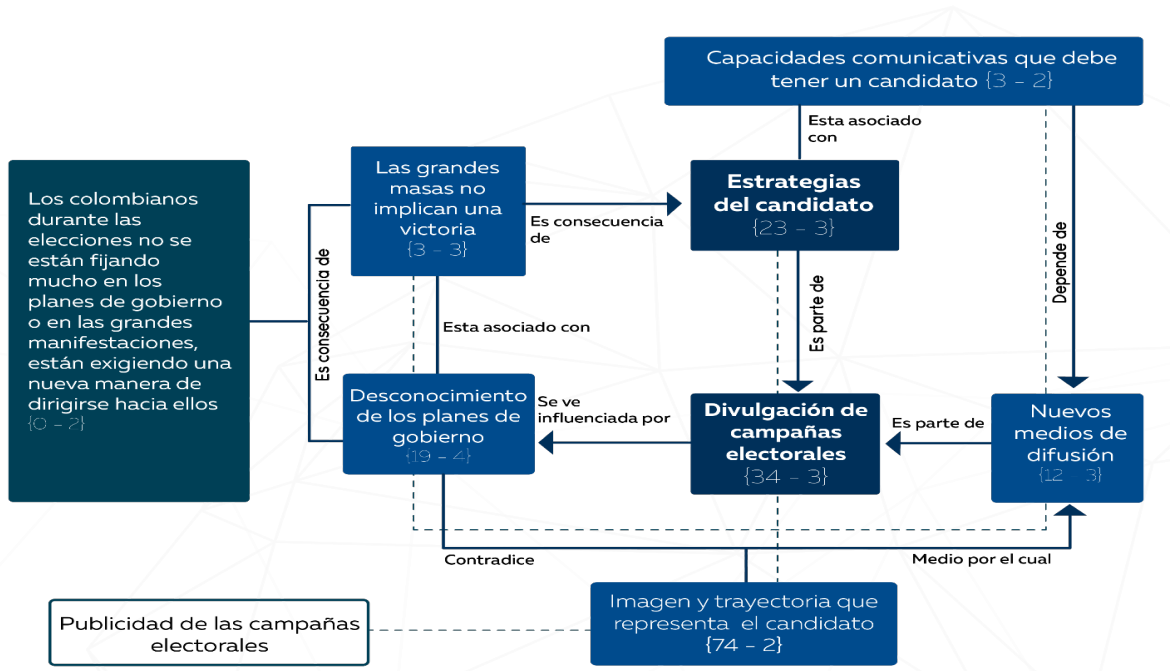 Capacidades comunicativas que debe
tener un candidato {3 – 2}
Esta asociado
con
Las grandes
masas no
implican una
victoria
{3 – 3}
Es consecuencia
de
Estrategias
del candidato
{23 – 3}
Los colombianos
durante las
elecciones no se
están fijando
mucho en los
planes de gobierno
o en las grandes
manifestaciones,
están exigiendo una
nueva manera de
dirigirse hacia ellos
{0 – 2}
Es consecuencia de
Esta asociado con
Es parte de
Depende de
Desconocimiento
de los planes de
gobierno
{19 – 4}
Se ve
influenciada por
Divulgación de
campañas
electorales
{34 – 3}
Es parte de
Nuevos
medios de
difusión
{12 – 3}
Contradice
Medio por el cual
Imagen y trayectoria que
representa el candidato
{74 – 2}
Publicidad de las campañas
electorales